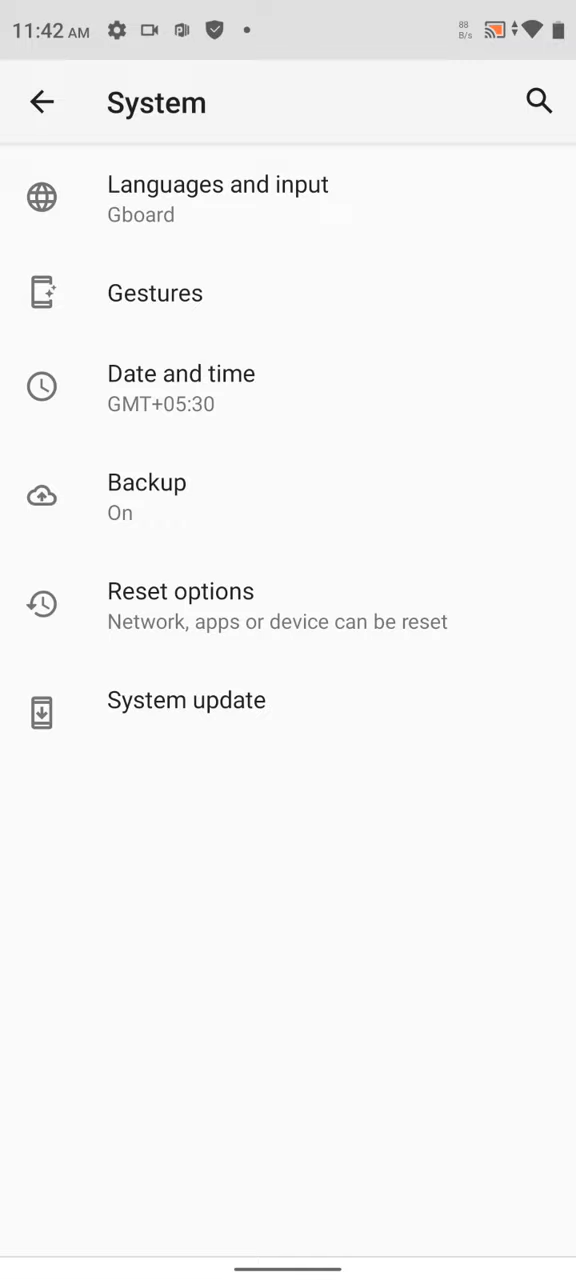 11:42 AM
88
B/s
System
Languages and input
Gboard
Gestures
Date and time
GMT+05:30
Backup
On
Reset options
Network, apps or device can be reset
System update